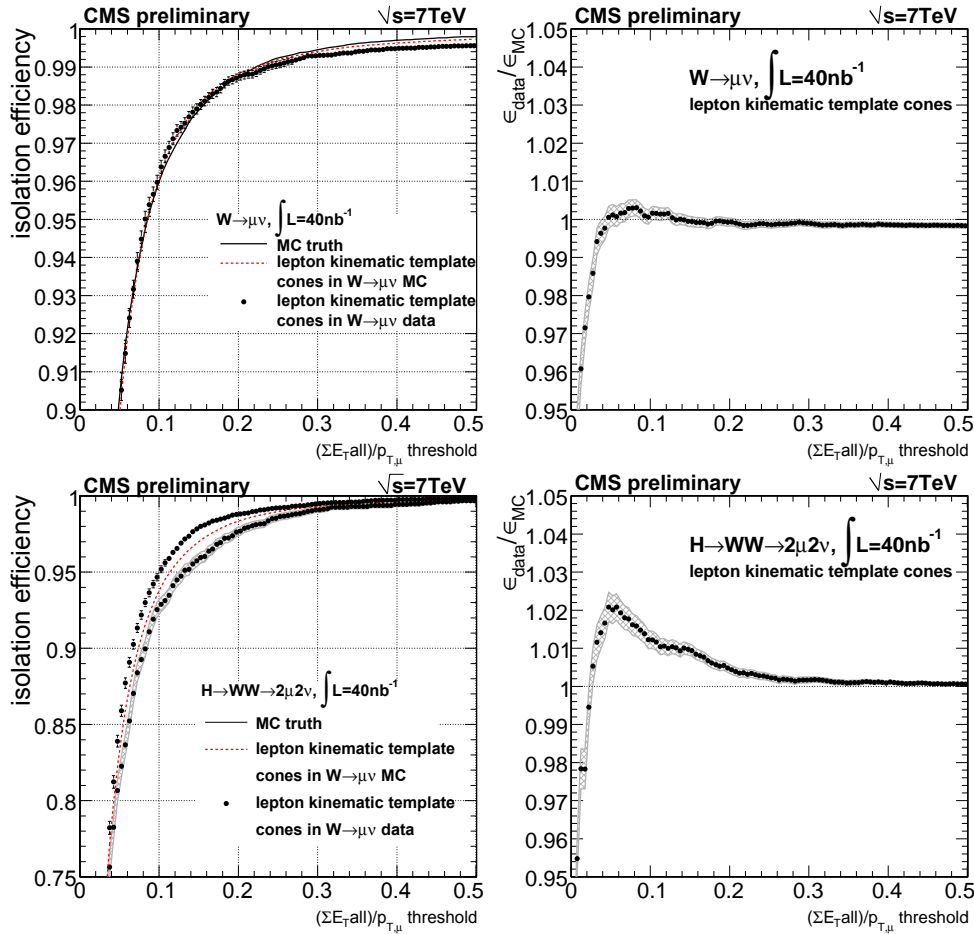 CMS preliminary √s=7TeV
isolation efficiency
1
0.99
0.98
0.97
0.96
0.95
0.94
0.93
0.92
0.91
0.9
W→μν, ∫L=40nb⁻¹
MC truth
lepton kinematic template
cones in W→μν MC
lepton kinematic template
cones in W→μν data
0 0.1 0.2 0.3 0.4 0.5
(ΣE_T all)/p_T,μ threshold
CMS preliminary √s=7TeV
ϵ_data/ϵ_MC
1.05
1.04
1.03
1.02
1.01
1
0.99
0.98
0.97
0.96
0.95
W→μν, ∫L=40nb⁻¹
lepton kinematic template cones
0 0.1 0.2 0.3 0.4 0.5
(ΣE_T all)/p_T,μ threshold
CMS preliminary √s=7TeV
isolation efficiency
1
0.95
0.9
0.85
0.8
0.75
H→WW→2μ2ν, ∫L=40nb⁻¹
MC truth
lepton kinematic template
cones in W→μν MC
lepton kinematic template
cones in W→μν data
0 0.1 0.2 0.3 0.4 0.5
(ΣE_T all)/p_T,μ threshold
CMS preliminary √s=7TeV
ϵ_data/ϵ_MC
1.05
1.04
1.03
1.02
1.01
1
0.99
0.98
0.97
0.96
0.95
H→WW→2μ2ν, ∫L=40nb⁻¹
lepton kinematic template cones
0 0.1 0.2 0.3 0.4 0.5
(ΣE_T all)/p_T,μ threshold